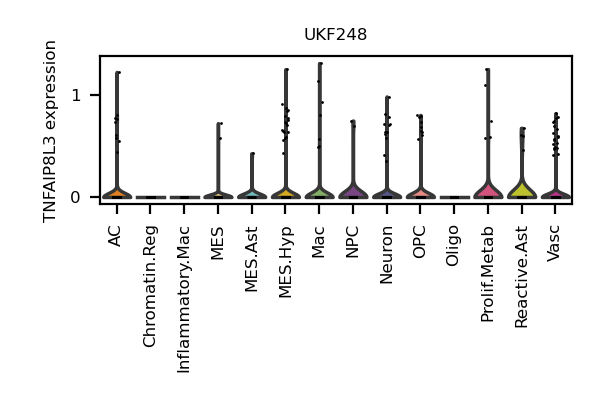 UKF248
TNFAIP8L3 expression
1
0
AC
Chromatin.Reg
Inflammatory.Mac
MES
MES.Ast
MES.Hyp
Mac
NPC
Neuron
OPC
Oligo
Prolif.Metab
Reactive.Ast
Vasc